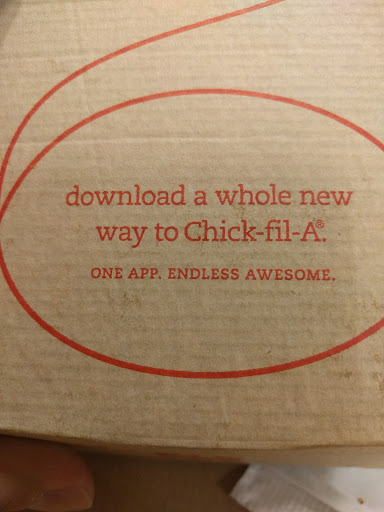 download a whole new
way to Chick-fil-A®.
ONE APP. ENDLESS AWESOME.